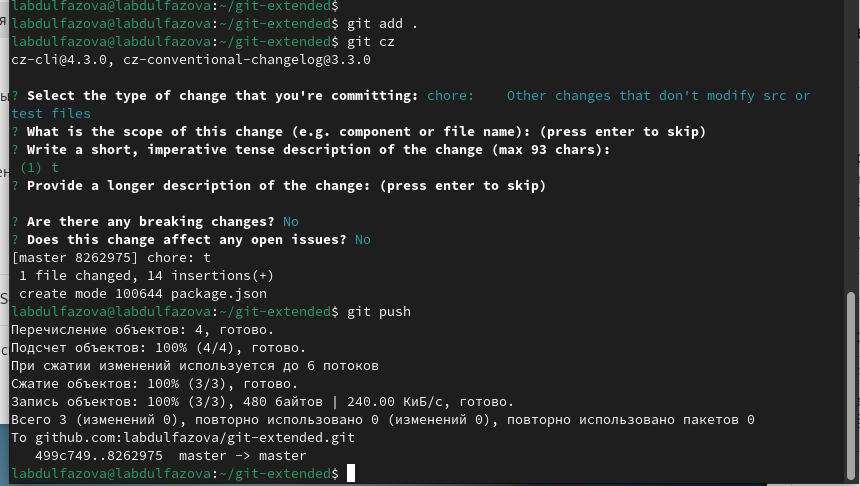 labdulfazova@labdulfazova:~/git-extended$
labdulfazova@labdulfazova:~/git-extended$ git add .
labdulfazova@labdulfazova:~/git-extended$ git cz
cz-cli@4.3.0, cz-conventional-changelog@3.3.0
? Select the type of change that you're committing: chore:    Other changes that don't modify src or
test files
? What is the scope of this change (e.g. component or file name): (press enter to skip)
? Write a short, imperative tense description of the change (max 93 chars):
(1) t
? Provide a longer description of the change: (press enter to skip)
? Are there any breaking changes? No
? Does this change affect any open issues? No
[master 8262975] chore: t
1 file changed, 14 insertions(+)
create mode 100644 package.json
labdulfazova@labdulfazova:~/git-extended$ git push
Перечисление объектов: 4, готово.
Подсчет объектов: 100% (4/4), готово.
При сжатии изменений используется до 6 потоков
Сжатие объектов: 100% (3/3), готово.
Запись объектов: 100% (3/3), 480 байтов | 240.00 КиБ/с, готово.
Всего 3 (изменений 0), повторно использовано 0 (изменений 0), повторно использовано пакетов 0
To github.com:labdulfazova/git-extended.git
499c749..8262975  master -> master
labdulfazova@labdulfazova:~/git-extended$